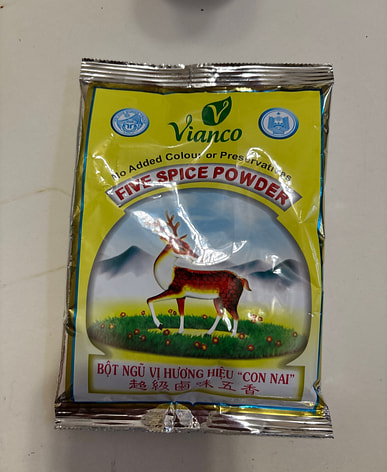 Vianco
No Added Colour or Preservatives
FIVE SPICE POWDER
BỘT NGŨ VỊ HƯƠNG HIỆU "CON NAI"
超級鹵味五香